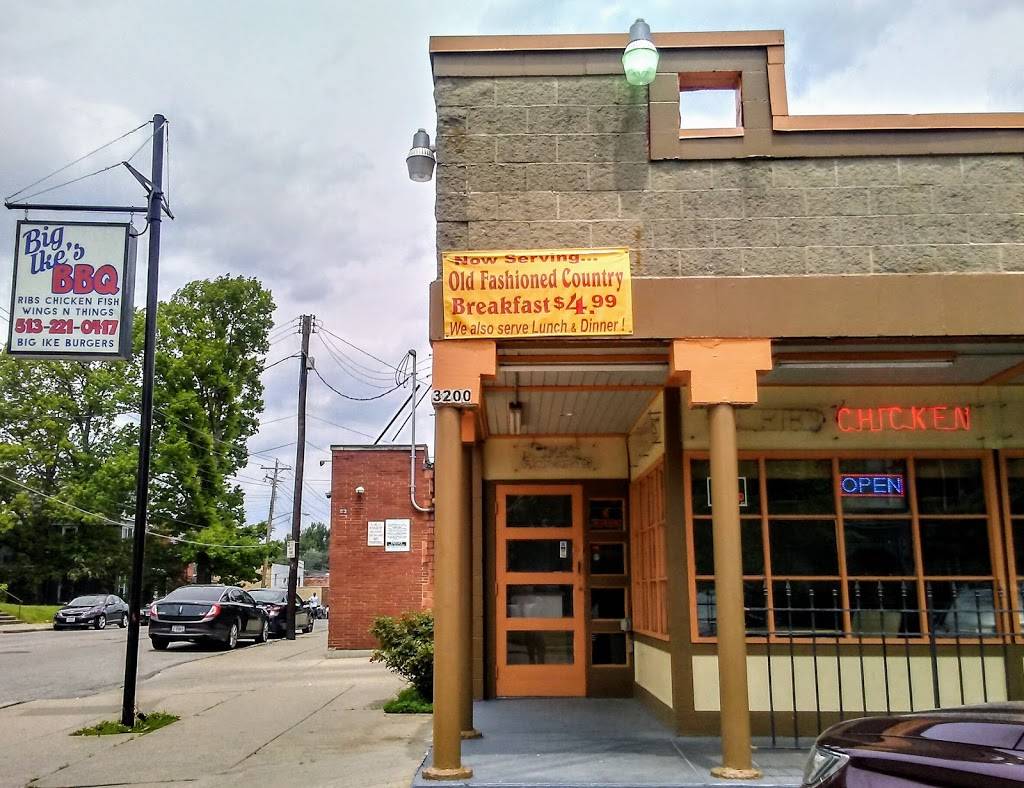 Big
Ike's
BBQ
RIBS CHICKEN FISH
WINGS N THINGS
513-221-0417
BIG IKE BURGERS
Now Serving...
Old Fashioned Country
Breakfast $4.99
We also serve Lunch & Dinner!
3200
CHICKEN
OPEN